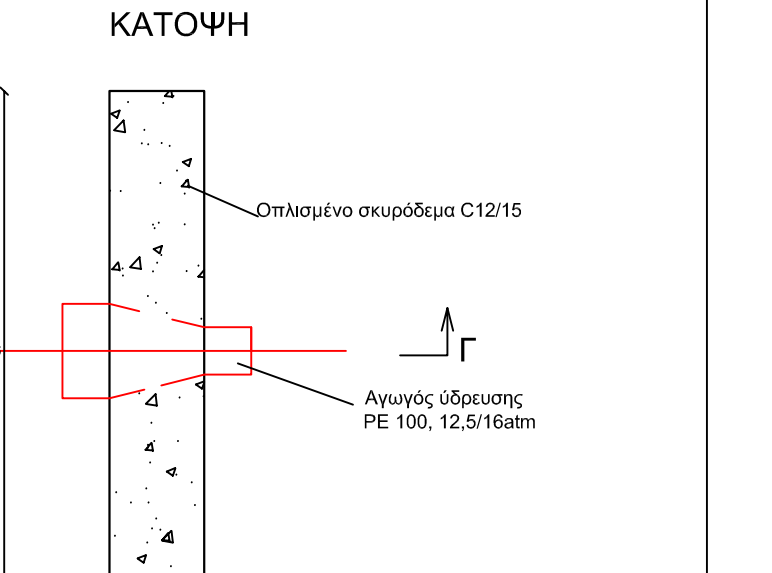 ΚΑΤΟΨΗ
Οπλισμένο σκυρόδεμα C12/15
Γ
Αγωγός ύδρευσης
PE 100, 12,5/16atm